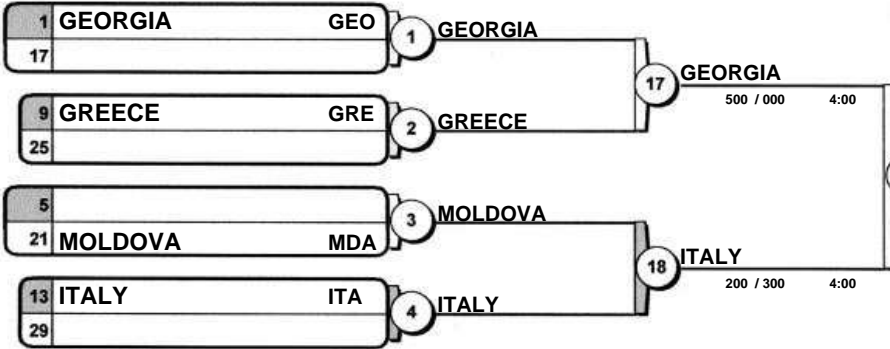 1 GEORGIA GEO
17
1 GEORGIA
9 GREECE GRE
25
2 GREECE
17 GEORGIA
500 / 000 4:00
5
21 MOLDOVA MDA
3 MOLDOVA
13 ITALY ITA
29
4 ITALY
18 ITALY
200 / 300 4:00